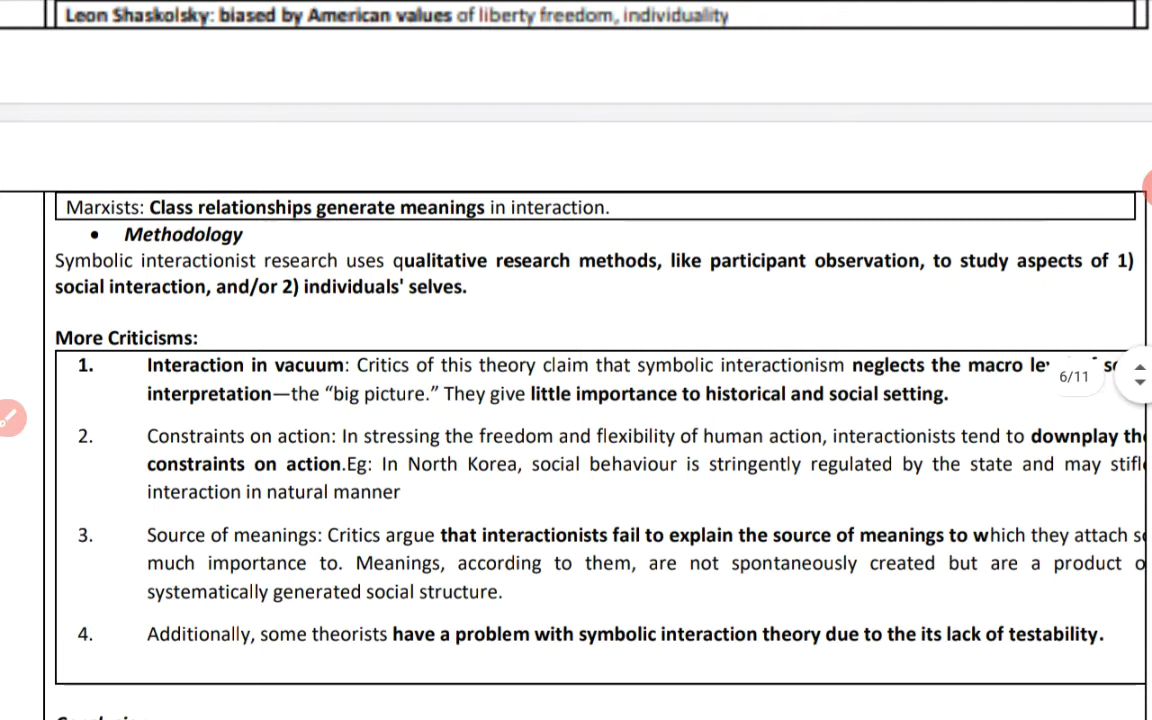 Leon Shaskolsky: biased by American values of liberty freedom, individuality
Marxists: Class relationships generate meanings in interaction.
• Methodology
Symbolic interactionist research uses qualitative research methods, like participant observation, to study aspects of 1)
social interaction, and/or 2) individuals' selves.
More Criticisms:
1. Interaction in vacuum: Critics of this theory claim that symbolic interactionism neglects the macro
6/11
interpretation—the “big picture.” They give little importance to historical and social setting.
2. Constraints on action: In stressing the freedom and flexibility of human action, interactionists tend to downplay
constraints on action.Eg: In North Korea, social behaviour is stringently regulated by the state and may
interaction in natural manner
3. Source of meanings: Critics argue that interactionists fail to explain the source of meanings to which they attach
much importance to. Meanings, according to them, are not spontaneously created but are a product
systematically generated social structure.
4. Additionally, some theorists have a problem with symbolic interaction theory due to the its lack of testability.